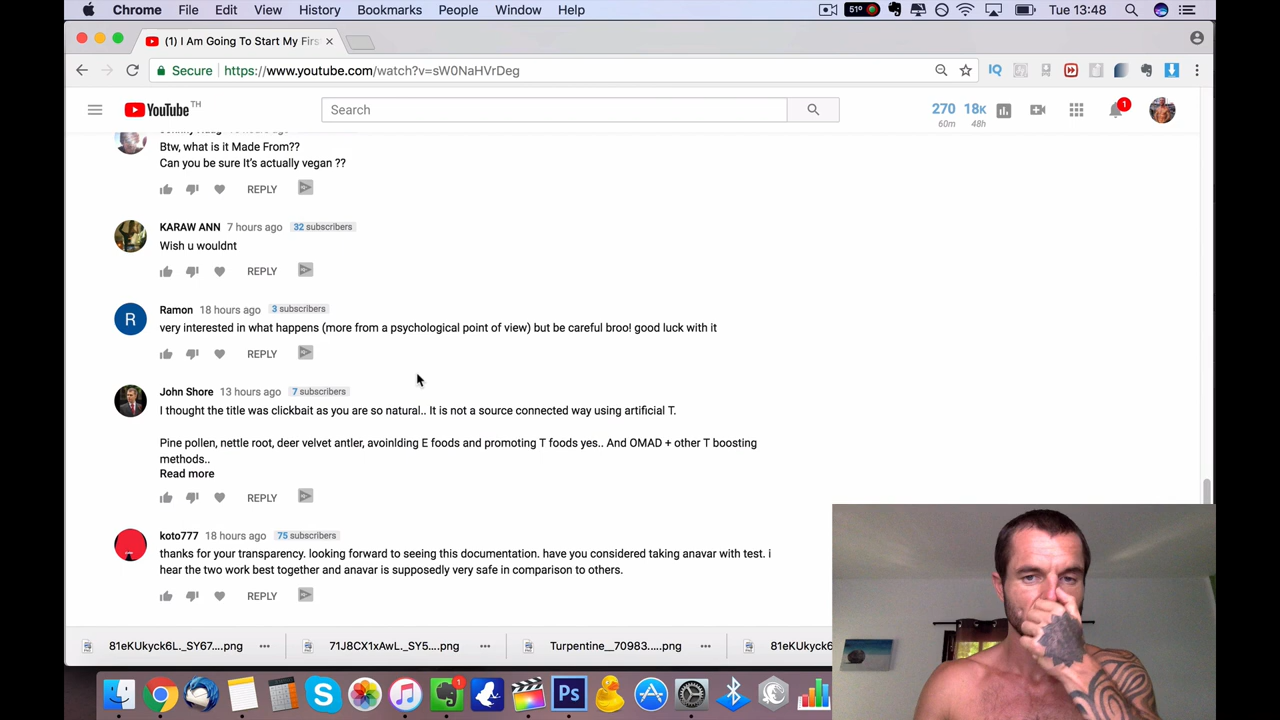 Chrome File Edit View History Bookmarks People Window Help 51° Tue 13:48
(1) I Am Going To Start My Firs
Secure https://www.youtube.com/watch?v=sW0NaHVrDeg
YouTube TH Search 270 60m 18K 48h 1
Btw, what is it Made From??
Can you be sure It's actually vegan ??
REPLY
KARAW ANN 7 hours ago 32 subscribers
Wish u wouldnt
REPLY
Ramon 18 hours ago 3 subscribers
R
very interested in what happens (more from a psychological point of view) but be careful broo! good luck with it
REPLY
John Shore 13 hours ago 7 subscribers
I thought the title was clickbait as you are so natural.. It is not a source connected way using artificial T.
Pine pollen, nettle root, deer velvet antler, avoinlding E foods and promoting T foods yes.. And OMAD + other T boosting
methods..
Read more
REPLY
koto777 18 hours ago 75 subscribers
thanks for your transparency. looking forward to seeing this documentation. have you considered taking anavar with test. i
hear the two work best together and anavar is supposedly very safe in comparison to others.
REPLY
81eKUkyck6L._SY67....png 71J8CX1xAwL._SY5....png Turpentine__70983.....png 81eKUkyck6L._SY6
1 Ps